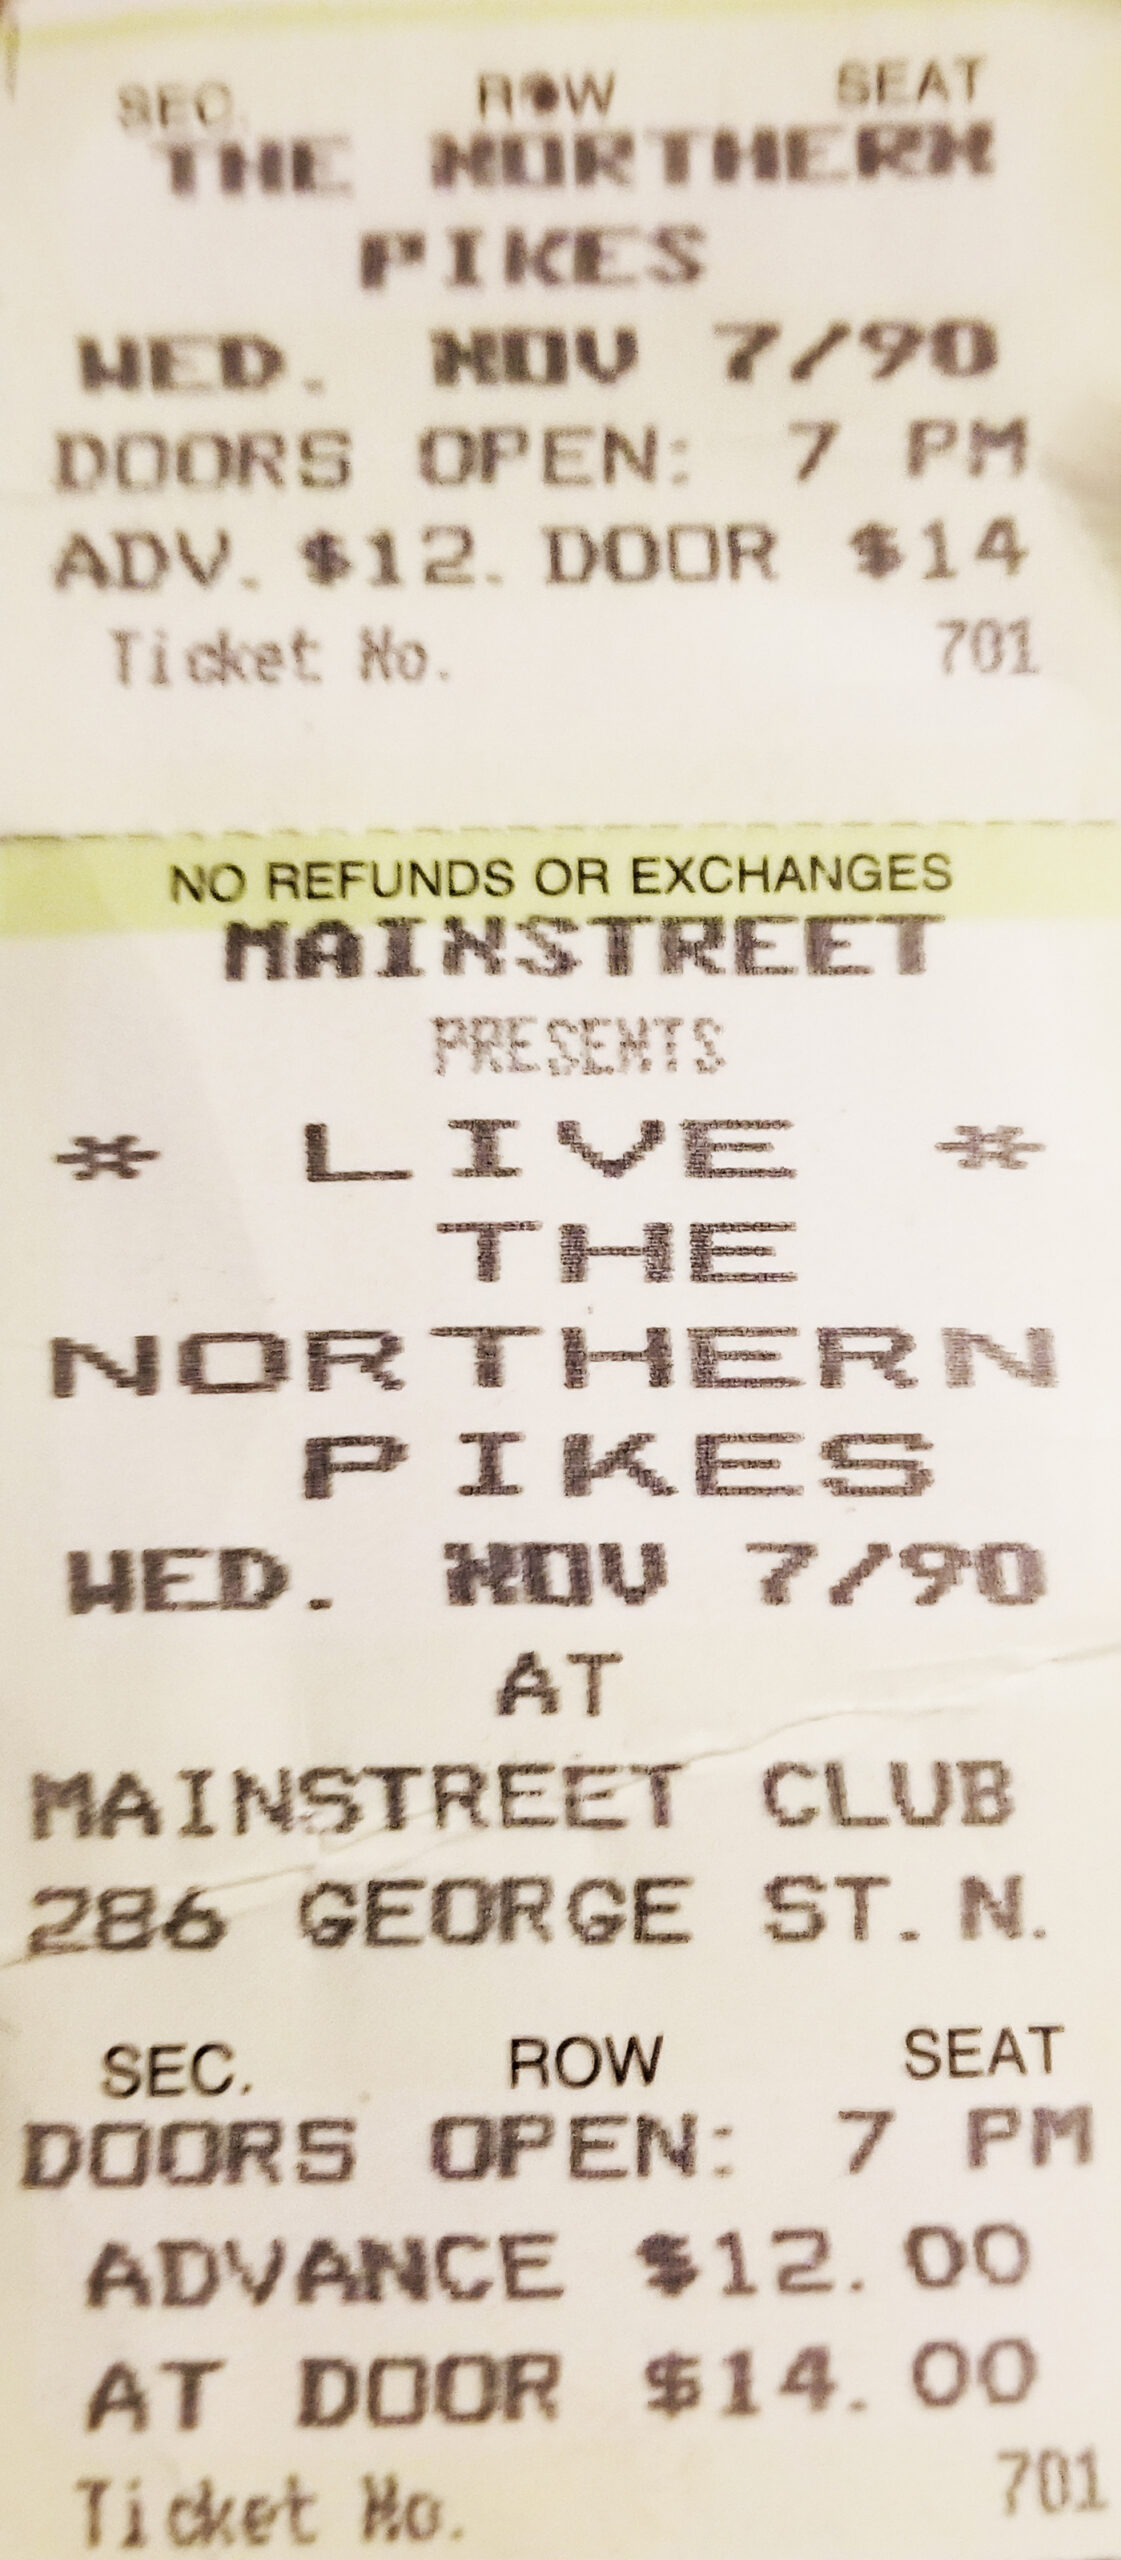 SEC. ROW SEAT
THE NORTHERN
PIKES
WED. NOV 7/90
DOORS OPEN: 7 PM
ADV. $12. DOOR $14
Ticket No. 701
NO REFUNDS OR EXCHANGES
MAINSTREET
PRESENTS
* LIVE *
THE
NORTHERN
PIKES
WED. NOV 7/90
AT
MAINSTREET CLUB
286 GEORGE ST. N.
SEC. ROW SEAT
DOORS OPEN: 7 PM
ADVANCE $12.00
AT DOOR $14.00
Ticket No. 701